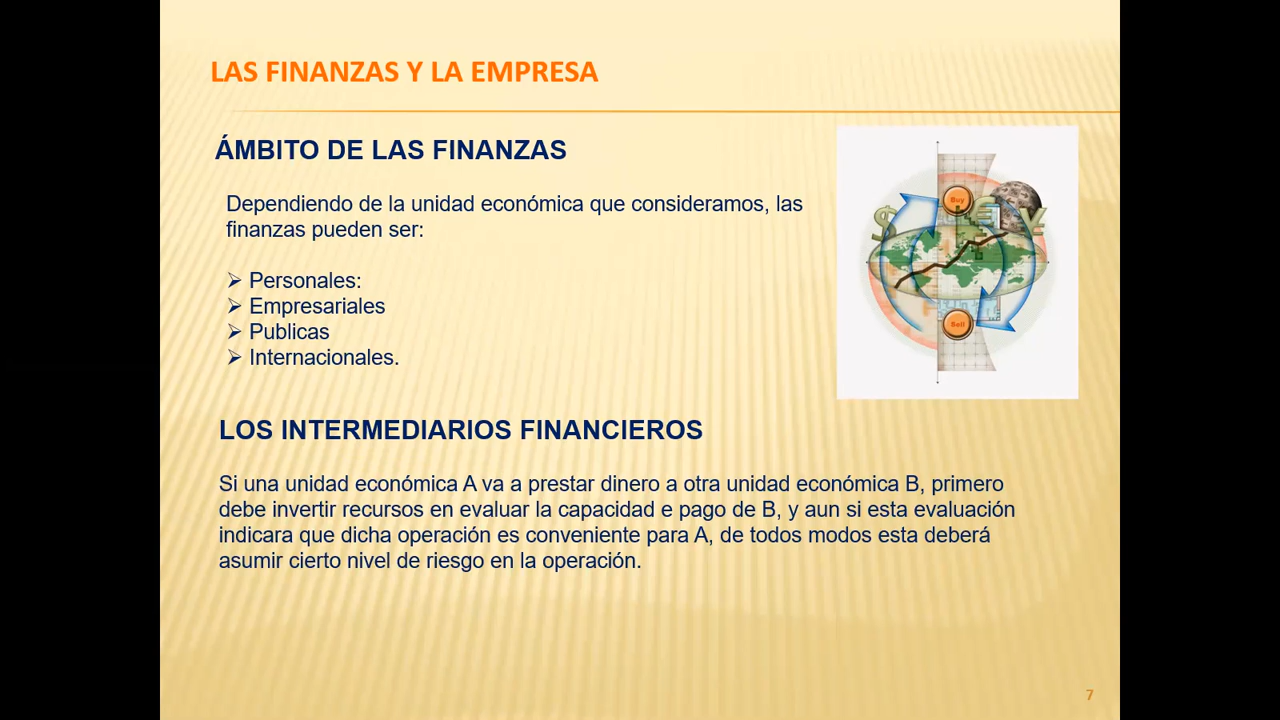 LAS FINANZAS Y LA EMPRESA
ÁMBITO DE LAS FINANZAS
Dependiendo de la unidad económica que consideramos, las
finanzas pueden ser:
➢ Personales:
➢ Empresariales
➢ Publicas
➢ Internacionales.
Buy
$ € ¥
Sell
LOS INTERMEDIARIOS FINANCIEROS
Si una unidad económica A va a prestar dinero a otra unidad económica B, primero
debe invertir recursos en evaluar la capacidad e pago de B, y aun si esta evaluación
indicara que dicha operación es conveniente para A, de todos modos esta deberá
asumir cierto nivel de riesgo en la operación.
7